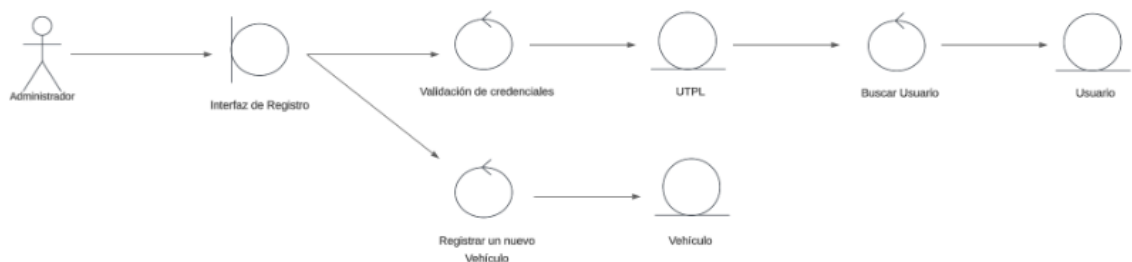 Administrador
Interfaz de Registro
Validación de credenciales
UTPL
Buscar Usuario
Usuario
Registrar un nuevo
Vehículo
Vehículo